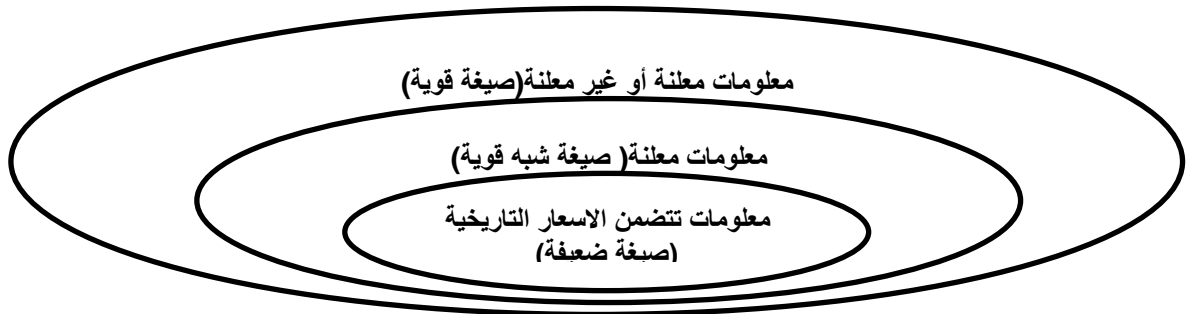 معلومات معلنة أو غير معلنة(صيغة قوية)
معلومات معلنة( صيغة شبه قوية)
معلومات تتضمن الاسعار التاريخية
(صيغة ضعيفة)